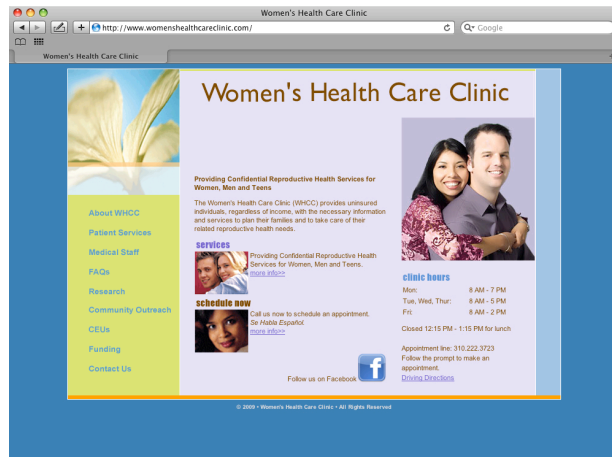 Women's Health Care Clinic
http://www.womenshealthcareclinic.com/
Google
Women's Health Care Clinic
Women's Health Care Clinic
Providing Confidential Reproductive Health Services for
Women, Men and Teens
The Women's Health Care Clinic (WHCC) provides uninsured
individuals, regardless of income, with the necessary information
and services to plan their families and to take care of their
related reproductive health needs.
services
Providing Confidential Reproductive Health
Services for Women, Men and Teens.
more info>>
schedule now
Call us now to schedule an appointment.
Se Habla Español.
more info>>
Follow us on Facebook
About WHCC
Patient Services
Medical Staff
FAQs
Research
Community Outreach
CEUs
Funding
Contact Us
clinic hours
Mon: 8 AM - 7 PM
Tue, Wed, Thur: 8 AM - 5 PM
Fri: 8 AM - 2 PM
Closed 12:15 PM - 1:15 PM for lunch
Appointment line: 310.222.3723
Follow the prompt to make an
appointment.
Driving Directions
© 2009 • Women's Health Care Clinic • All Rights Reserved